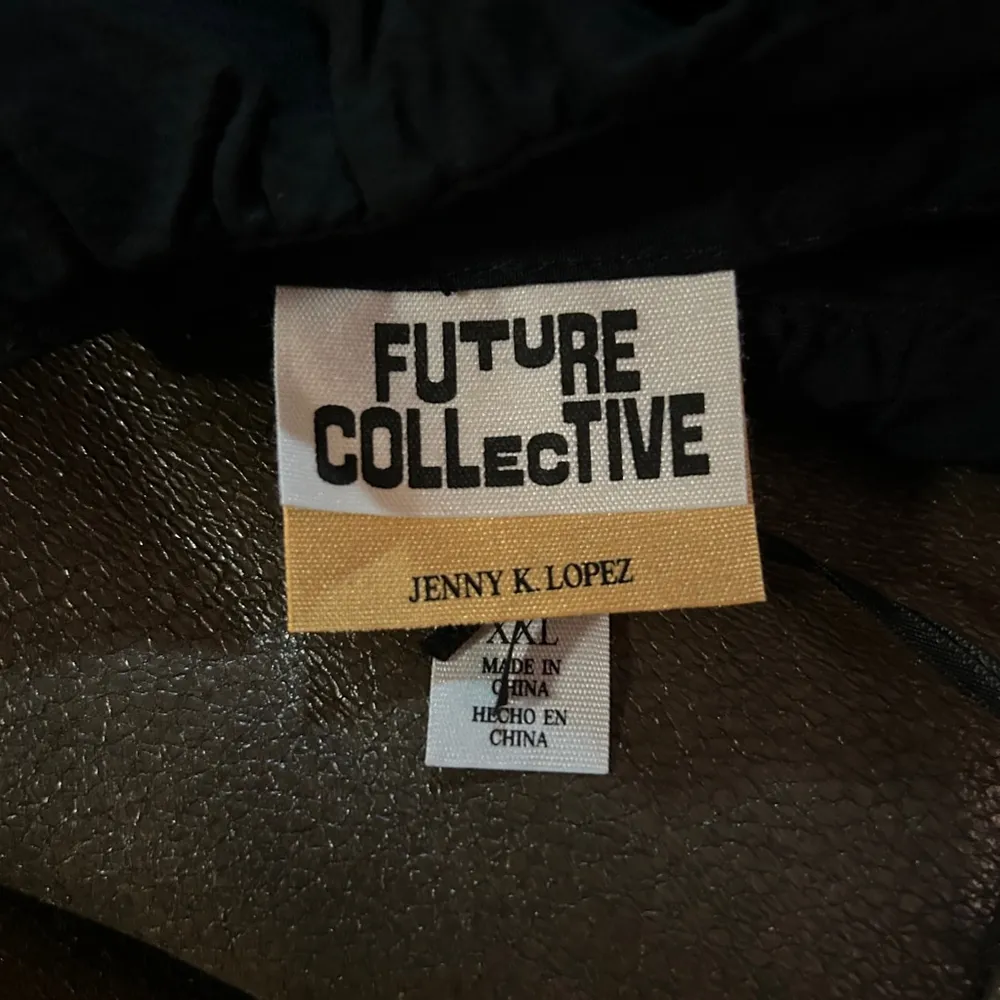 FUTURE
COLLECTIVE
JENNY K. LOPEZ
XXL
MADE IN
CHINA
HECHO EN
CHINA